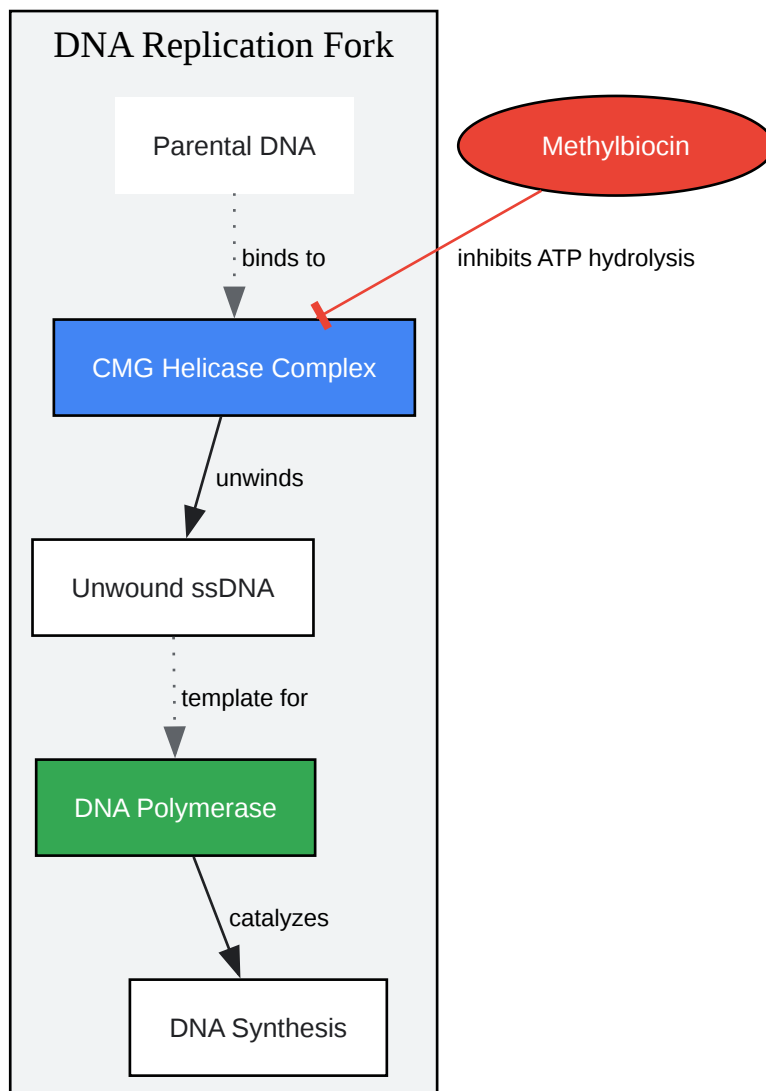 DNA Replication Fork
Parental DNA
Methylbiocin
binds to
inhibits ATP hydrolysis
CMG Helicase Complex
unwinds
Unwound ssDNA
template for
DNA Polymerase
catalyzes
DNA Synthesis